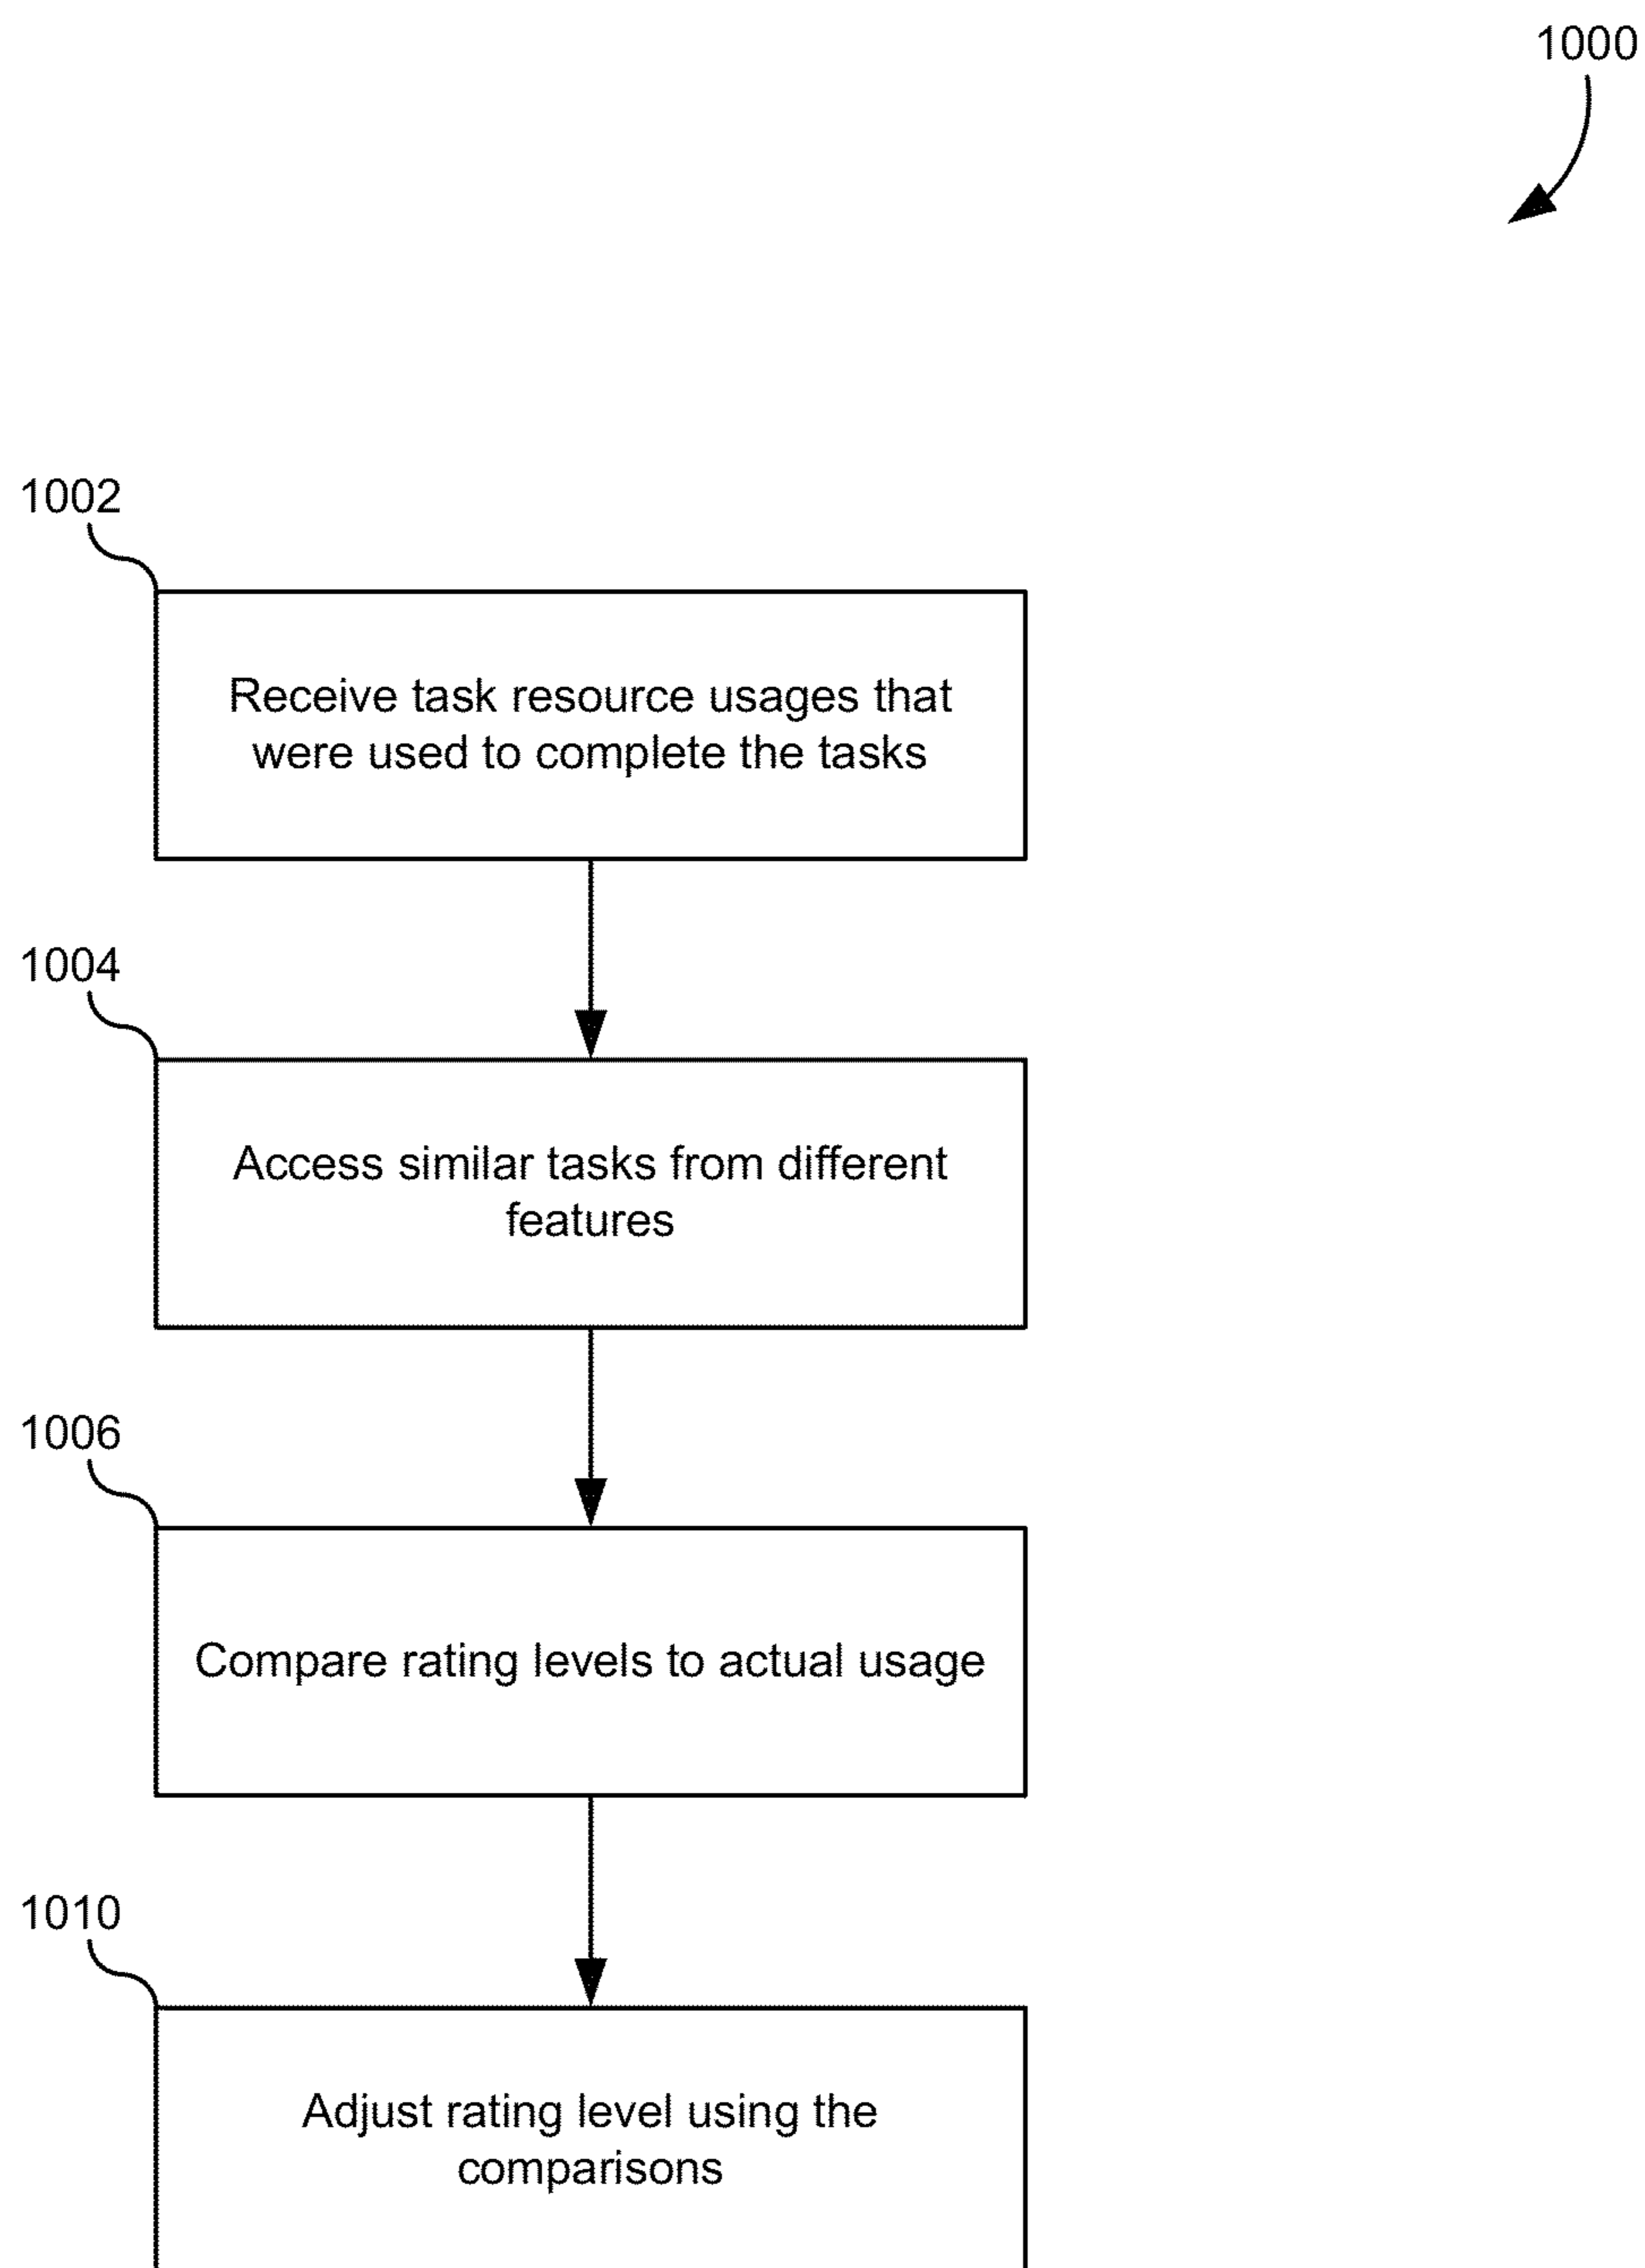 1000
1002
Receive task resource usages that
were used to complete the tasks
1004
Access similar tasks from different
features
1006
Compare rating levels to actual usage
1010
Adjust rating level using the
comparisons